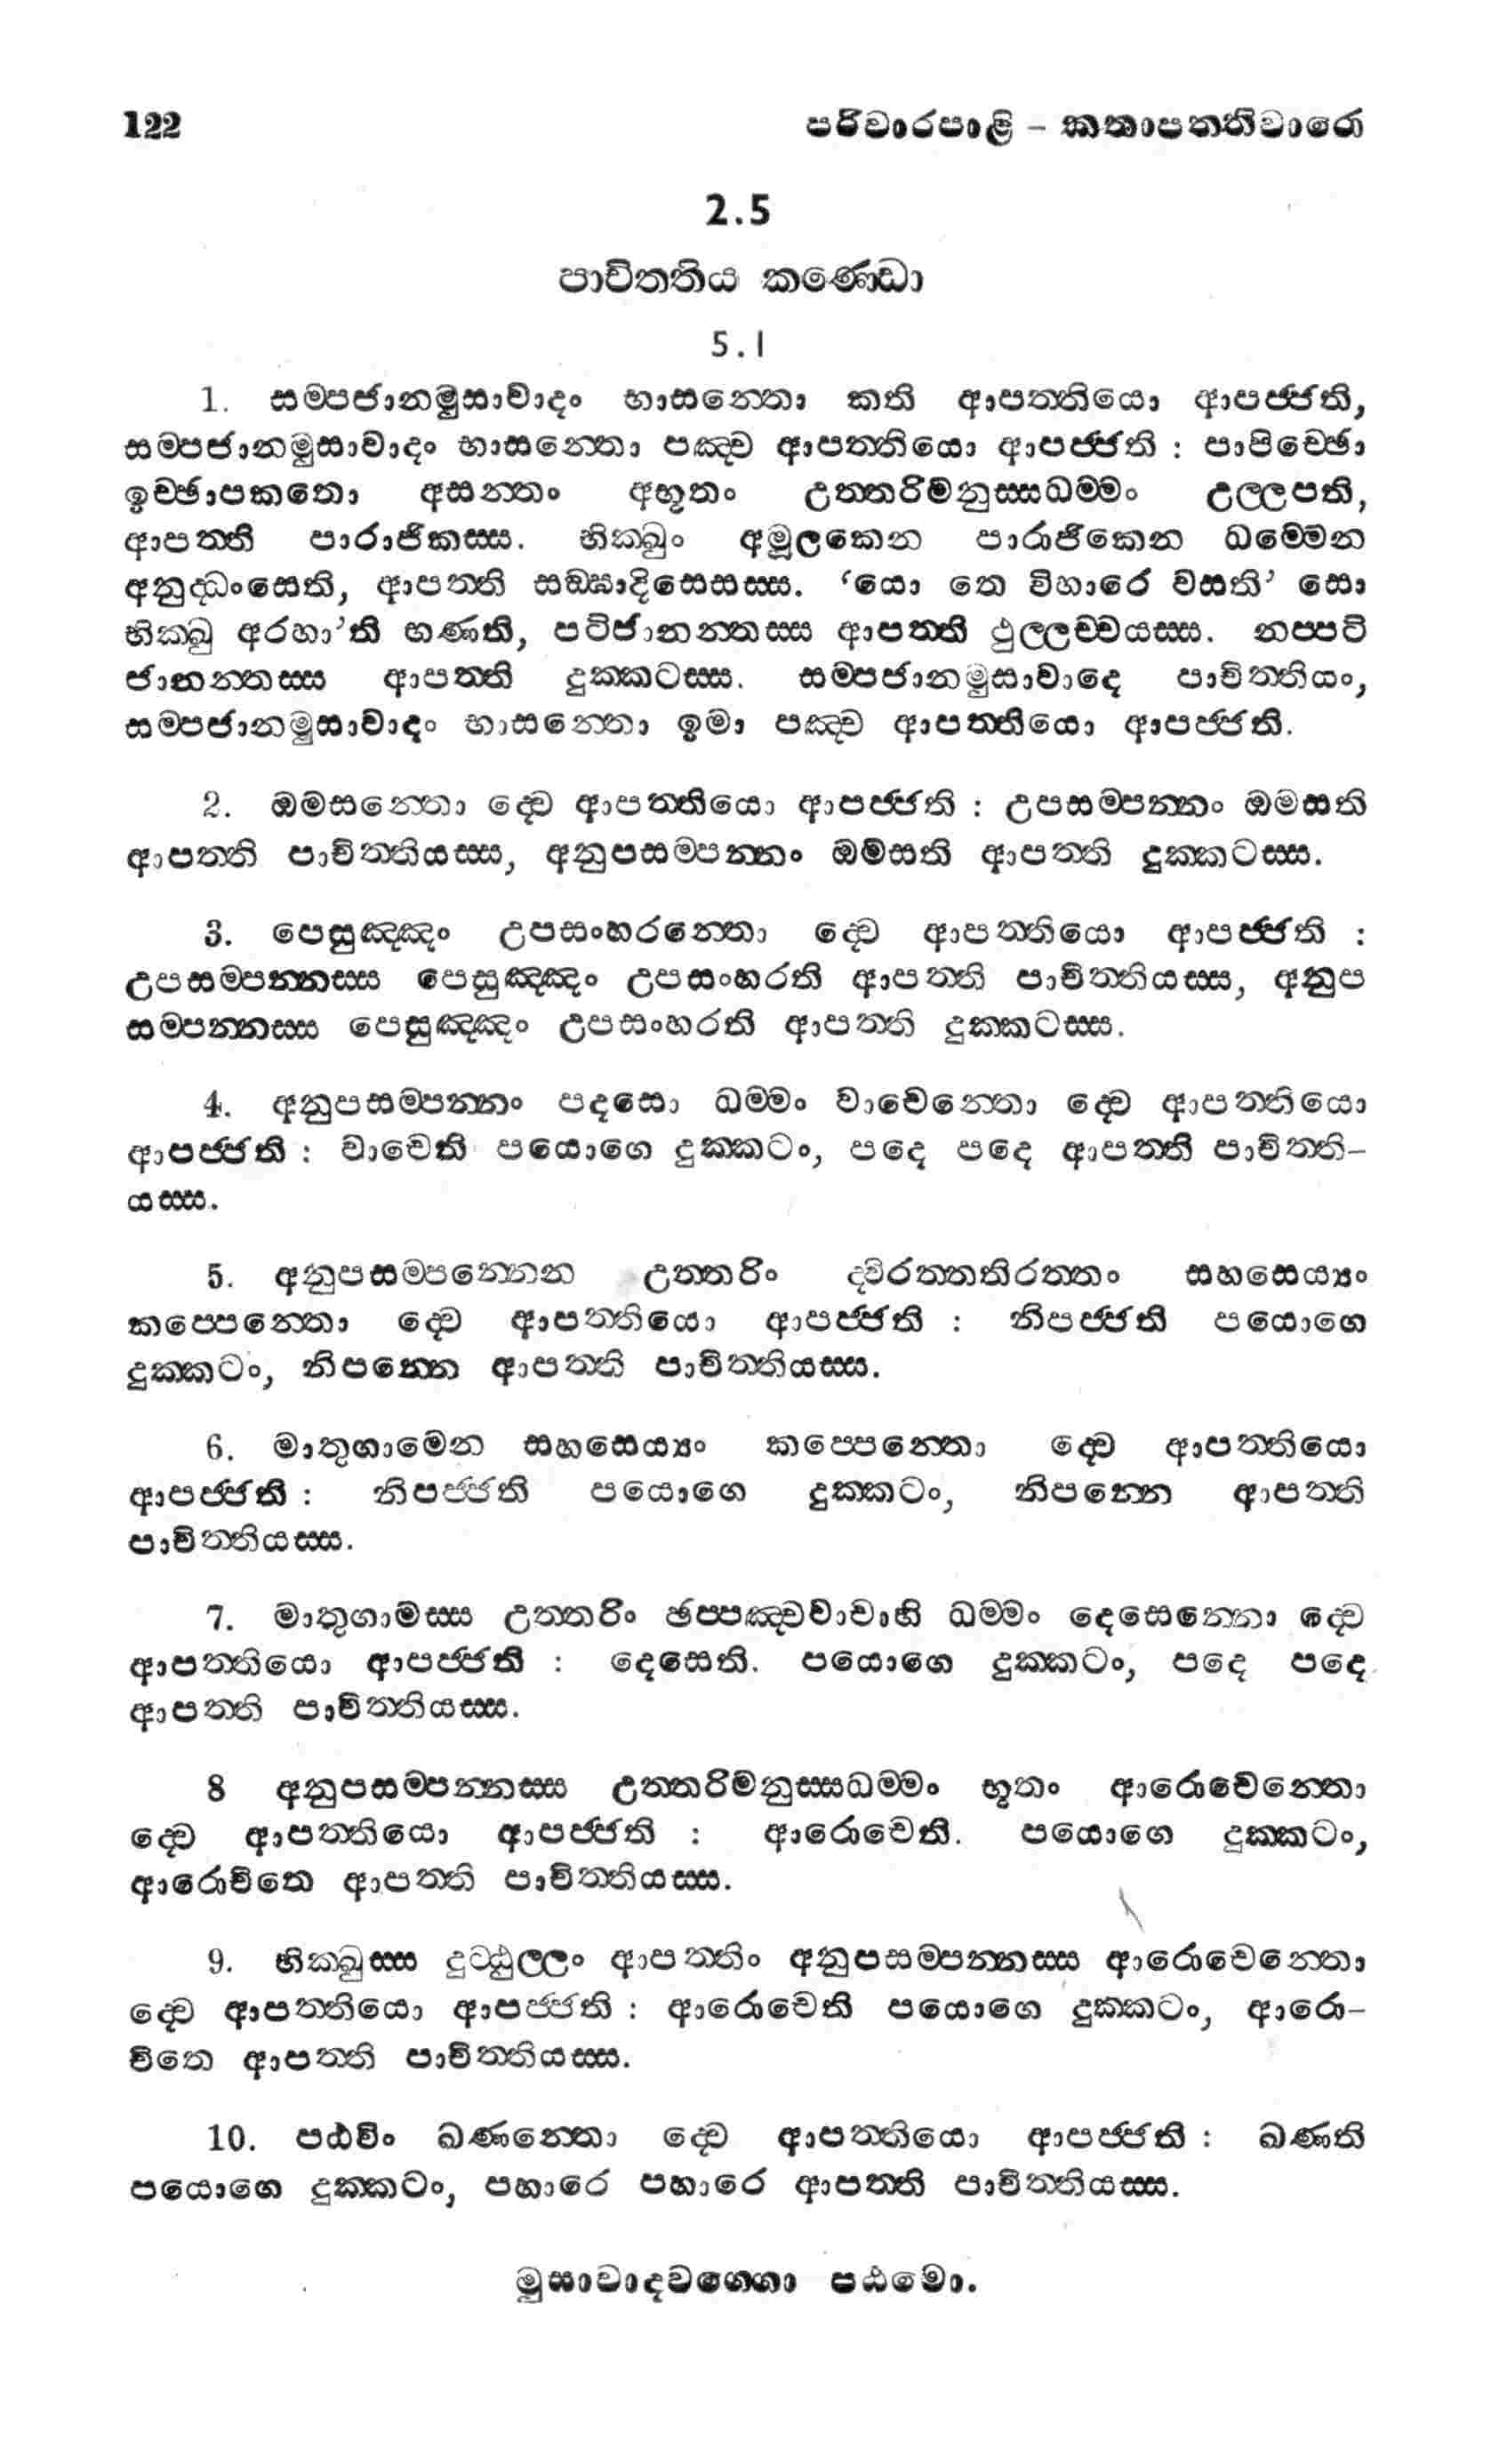 122 පරිවාරපාළි – කතාපත්තිවාරො
2.5
පාචිත්තිය කණ්ඩො
5.1
1. සම්පජානමුසාවාදං භාසන්තො කති ආපත්තියො ආපජ්ජති,
සම්පජානමුසාවාදං භාසන්තො පඤ්ච ආපත්තියො ආපජ්ජති : පාපිච්ඡො
ඉච්ඡාපකතො අසන්තං අභූතං උත්තරිමනුස්සධම්මං උල්ලපති,
ආපත්ති පාරාජිකස්ස. භික්ඛුං අමූලකෙන පාරාජිකෙන ධම්මෙන
අනුද්ධංසෙති, ආපත්ති සඞ්ඝාදිසෙසස්ස. ‘යො තෙ විහාරෙ වසති’ සො
භික්ඛු අරහා’ති භණති, පටිජානන්තස්ස ආපත්ති ථුල්ලච්චයස්ස. නප්පටි
ජානන්තස්ස ආපත්ති දුක්කටස්ස. සම්පජානමුසාවාදෙ පාචිත්තියං,
සම්පජානමුසාවාදං භාසන්තො ඉමා පඤ්ච ආපත්තියො ආපජ්ජති.
2. ඔමසන්තො ද්වෙ ආපත්තියො ආපජ්ජති : උපසම්පන්නං ඔමසති
ආපත්ති පාචිත්තියස්ස, අනුපසම්පන්නං ඔමසති ආපත්ති දුක්කටස්ස.
3. පෙසුඤ්ඤං උපසංහරන්තො ද්වෙ ආපත්තියො ආපජ්ජති :
උපසම්පන්නස්ස පෙසුඤ්ඤං උපසංහරති ආපත්ති පාචිත්තියස්ස, අනුප
සම්පන්නස්ස පෙසුඤ්ඤං උපසංහරති ආපත්ති දුක්කටස්ස.
4. අනුපසම්පන්නං පදසො ධම්මං වාචෙන්තො ද්වෙ ආපත්තියො
ආපජ්ජති : වාචෙති පයොගෙ දුක්කටං, පදෙ පදෙ ආපත්ති පාචිත්ති–
යස්ස.
5. අනුපසම්පන්නෙන උත්තරිං ද්විරත්තතිරත්තං සහසෙය්‍යං
කප්පෙන්තො ද්වෙ ආපත්තියො ආපජ්ජති : නිපජ්ජති පයොගෙ
දුක්කටං, නිපන්නෙ ආපත්ති පාචිත්තියස්ස.
6. මාතුගාමෙන සහසෙය්‍යං කප්පෙන්තො ද්වෙ ආපත්තියො
ආපජ්ජති : නිපජ්ජති පයොගෙ දුක්කටං, නිපන්නෙ ආපත්ති
පාචිත්තියස්ස.
7. මාතුගාමස්ස උත්තරිං ඡප්පඤ්චවාචාහි ධම්මං දෙසෙන්තො ද්වෙ
ආපත්තියො ආපජ්ජති : දෙසෙති. පයොගෙ දුක්කටං, පදෙ පදෙ
ආපත්ති පාචිත්තියස්ස.
8 අනුපසම්පන්නස්ස උත්තරිමනුස්සධම්මං භූතං ආරොචෙන්තො
ද්වෙ ආපත්තියො ආපජ්ජති : ආරොචෙති. පයොගෙ දුක්කටං,
ආරොචිතෙ ආපත්ති පාචිත්තියස්ස.
9. භික්ඛුස්ස දුට්ඨුල්ලං ආපත්තිං අනුපසම්පන්නස්ස ආරොචෙන්තො
ද්වෙ ආපත්තියො ආපජ්ජති : ආරොචෙති පයොගෙ දුක්කටං, ආරො–
චිතෙ ආපත්ති පාචිත්තියස්ස.
10. පඨවිං ඛණන්තො ද්වෙ ආපත්තියො ආපජ්ජති : ඛණති
පයොගෙ දුක්කටං, පහාරෙ පහාරෙ ආපත්ති පාචිත්තියස්ස.
මුසාවාදවග්ගො පඨමො.